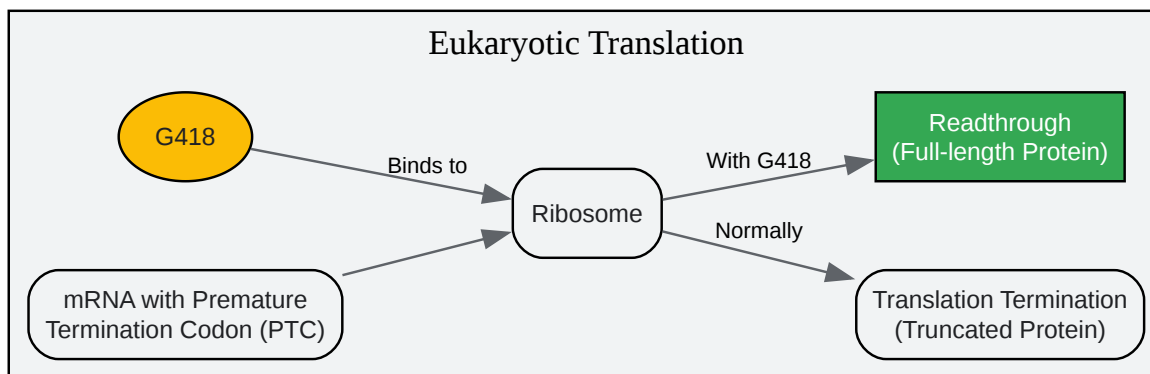 Eukaryotic Translation
G418
Binds to
mRNA with Premature
Termination Codon (PTC)
Ribosome
With G418
Normally
Readthrough
(Full-length Protein)
Translation Termination
(Truncated Protein)